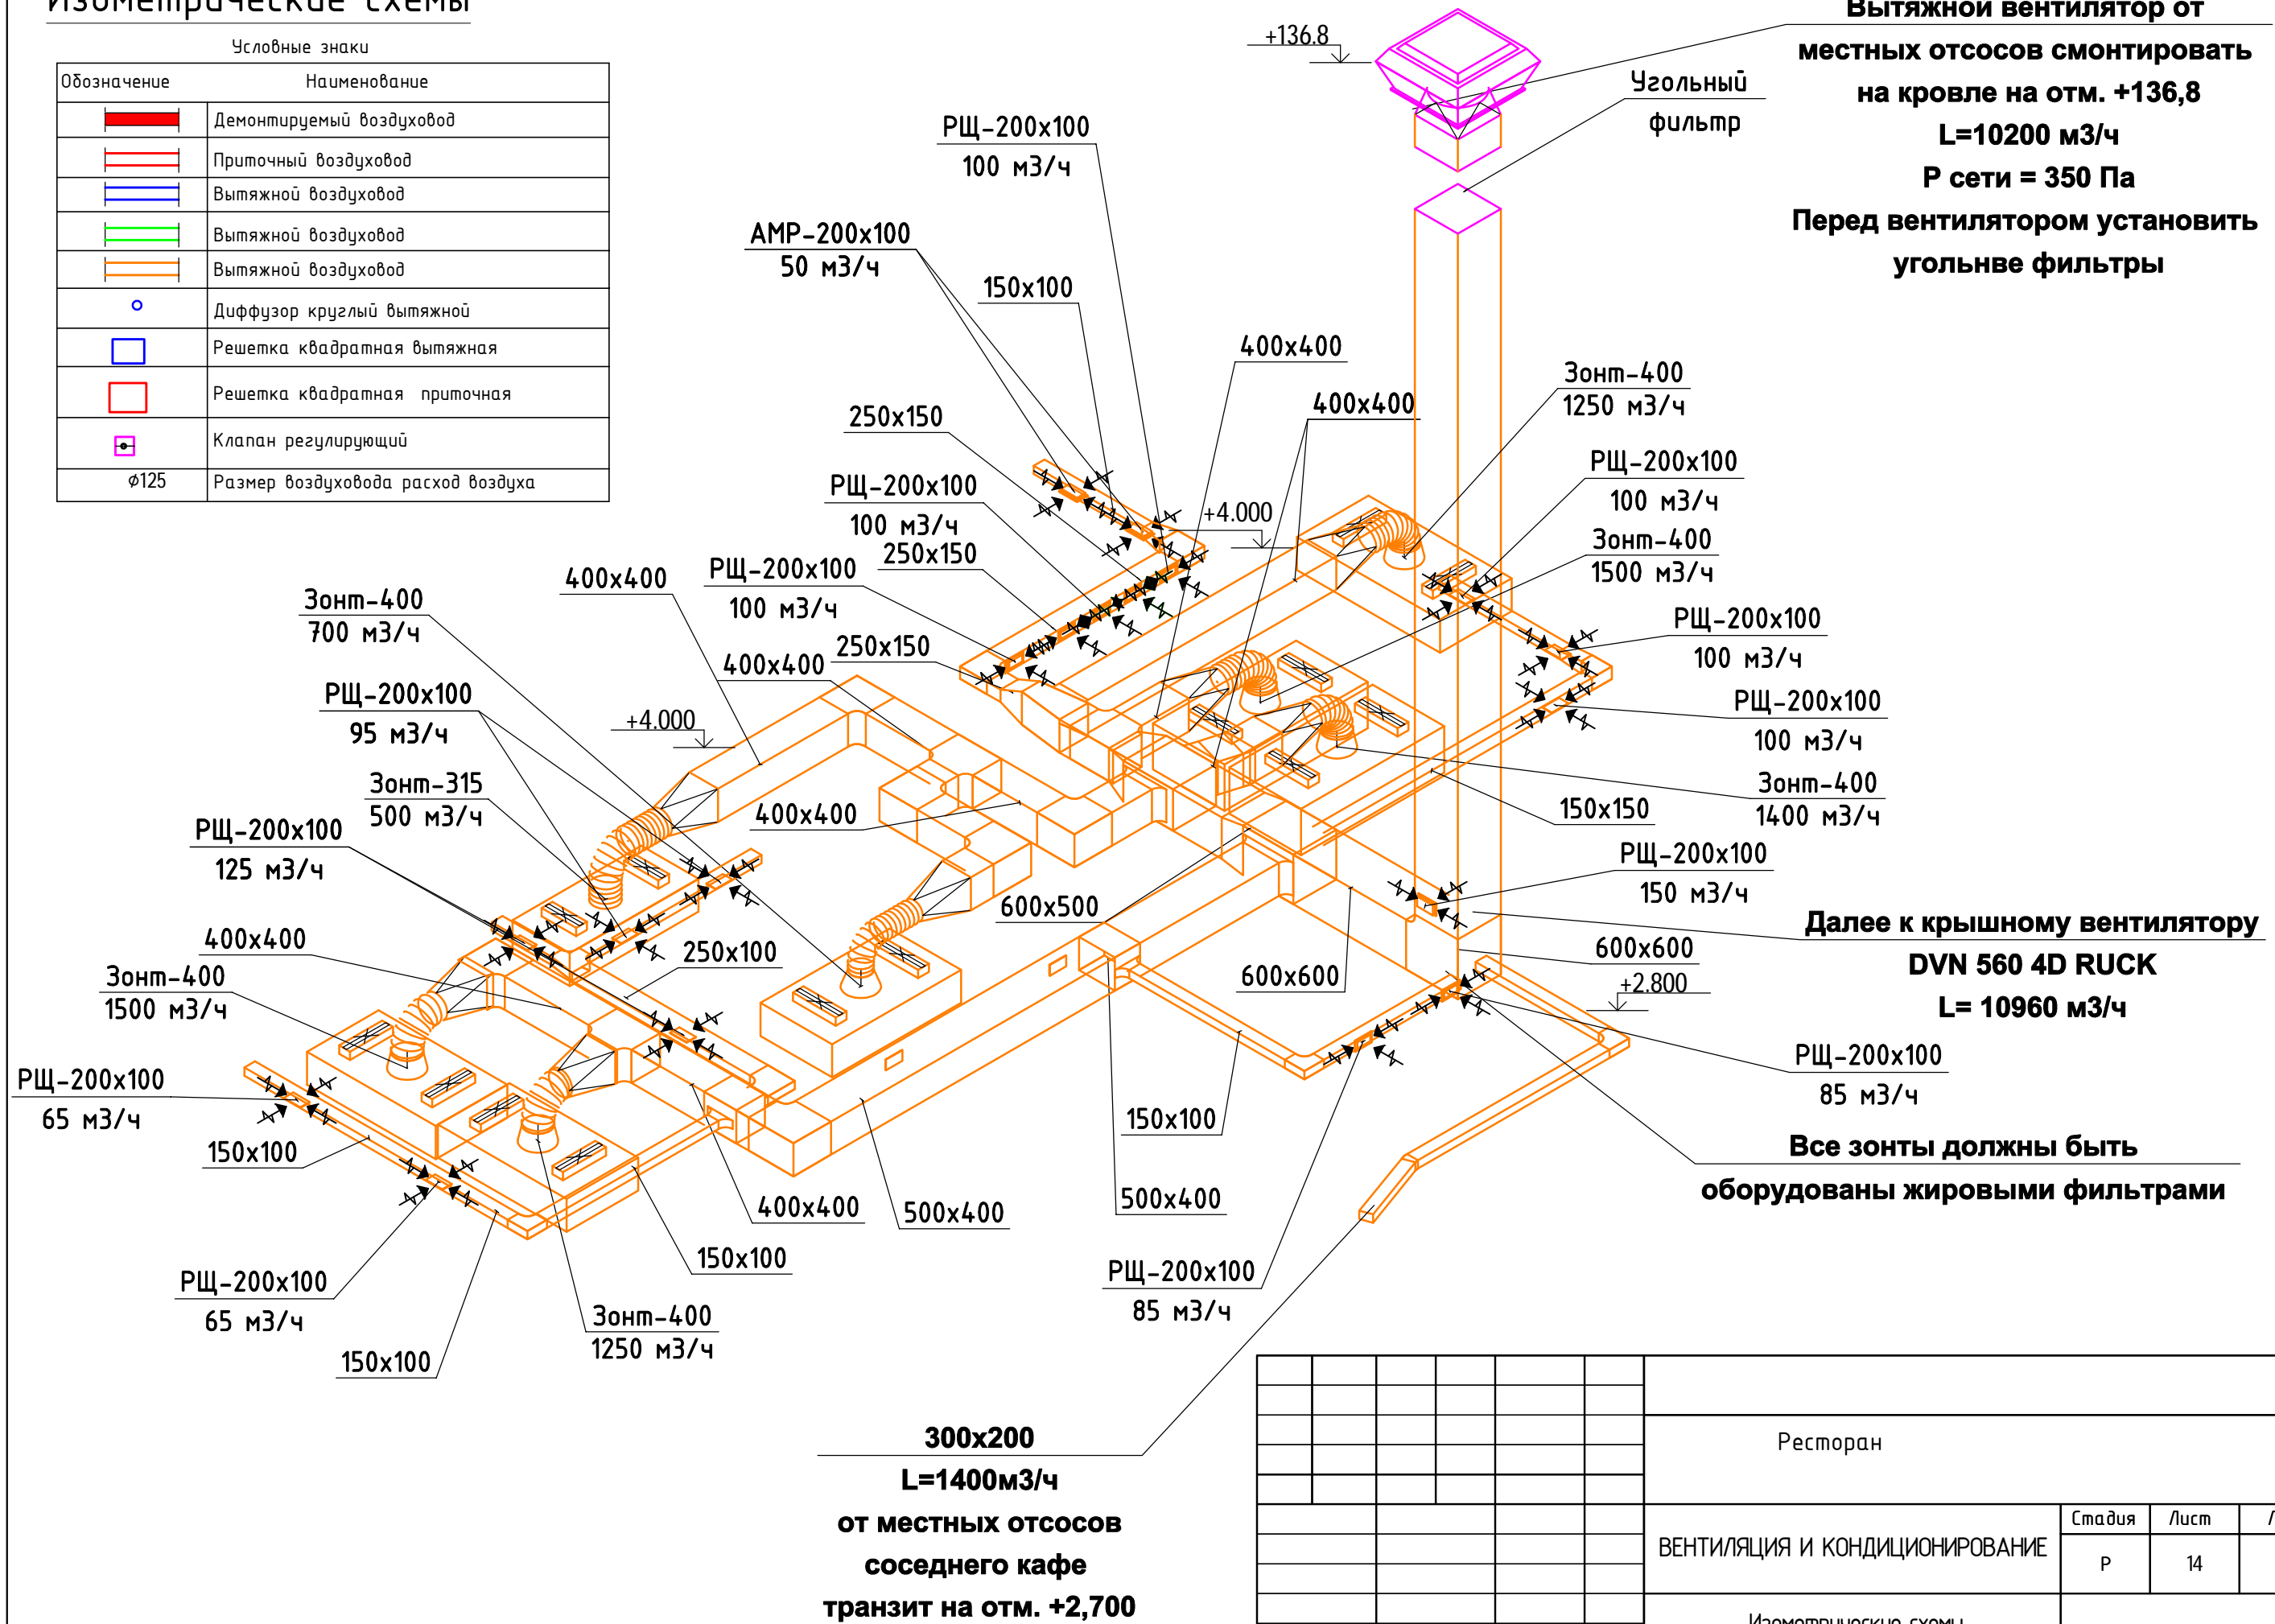 Изометрические схемы
Условные знаки
Обозначение Наименование
Демонтируемый воздуховод
Приточный воздуховод
Вытяжной воздуховод
Вытяжной воздуховод
Вытяжной воздуховод
Диффузор круглый вытяжной
Решетка квадратная вытяжная
Решетка квадратная приточная
Клапан регулирующий
ø125 Размер воздуховода расход воздуха
+136.8
Вытяжной вентилятор от
местных отсосов смонтировать
на кровле на отм. +136,8
L=10200 м3/ч
Р сети = 350 Па
Перед вентилятором установить
угольнве фильтры
Угольный
фильтр
РЩ-200х100
100 м3/ч
АМР-200х100
50 м3/ч
150х100
400х400
Зонт-400
1250 м3/ч
400х400
250х150
РЩ-200х100
100 м3/ч
РЩ-200х100
100 м3/ч
+4.000
250х150
Зонт-400
1500 м3/ч
РЩ-200х100
100 м3/ч
400х400
Зонт-400
700 м3/ч
РЩ-200х100
100 м3/ч
250х150
400х400
РЩ-200х100
95 м3/ч
РЩ-200х100
100 м3/ч
+4.000
Зонт-315
500 м3/ч
Зонт-400
1400 м3/ч
400х400
150х150
РЩ-200х100
125 м3/ч
РЩ-200х100
150 м3/ч
600х500
Далее к крышному вентилятору
DVN 560 4D RUCK
L= 10960 м3/ч
400х400
250х100
600х600
600х600
+2.800
Зонт-400
1500 м3/ч
РЩ-200х100
85 м3/ч
РЩ-200х100
65 м3/ч
150х100
150х100
Все зонты должны быть
оборудованы жировыми фильтрами
400х400
500х400
500х400
150х100
РЩ-200х100
65 м3/ч
РЩ-200х100
85 м3/ч
Зонт-400
1250 м3/ч
150х100
300х200
L=1400м3/ч
от местных отсосов
соседнего кафе
транзит на отм. +2,700
Ресторан
Стадия Лист
ВЕНТИЛЯЦИЯ И КОНДИЦИОНИРОВАНИЕ
Р 14
Изометрические схемы